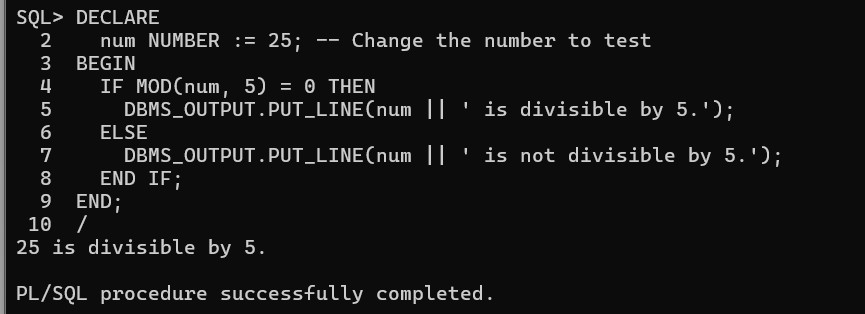 SQL> DECLARE
  2    num NUMBER := 25; -- Change the number to test
  3  BEGIN
  4    IF MOD(num, 5) = 0 THEN
  5      DBMS_OUTPUT.PUT_LINE(num || ' is divisible by 5.');
  6    ELSE
  7      DBMS_OUTPUT.PUT_LINE(num || ' is not divisible by 5.');
  8    END IF;
  9  END;
 10  /
25 is divisible by 5.

PL/SQL procedure successfully completed.